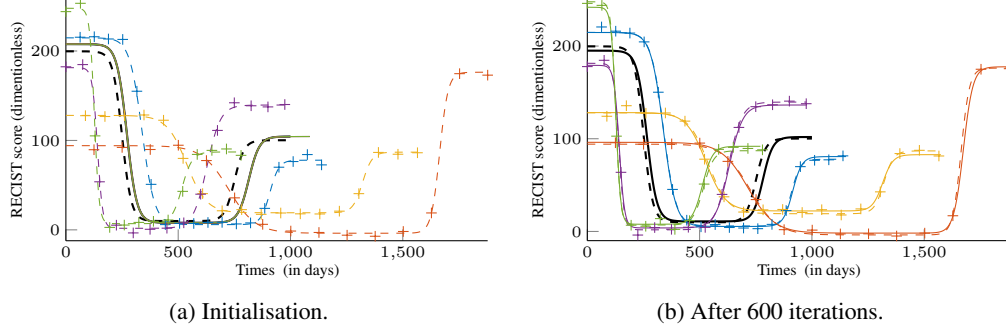 RECIST score (dimentionless)
200
100
0
0
500
1,000
1,500
Times (in days)
(a) Initialisation.
RECIST score (dimentionless)
200
100
0
0
500
1,000
1,500
Times (in days)
(b) After 600 iterations.